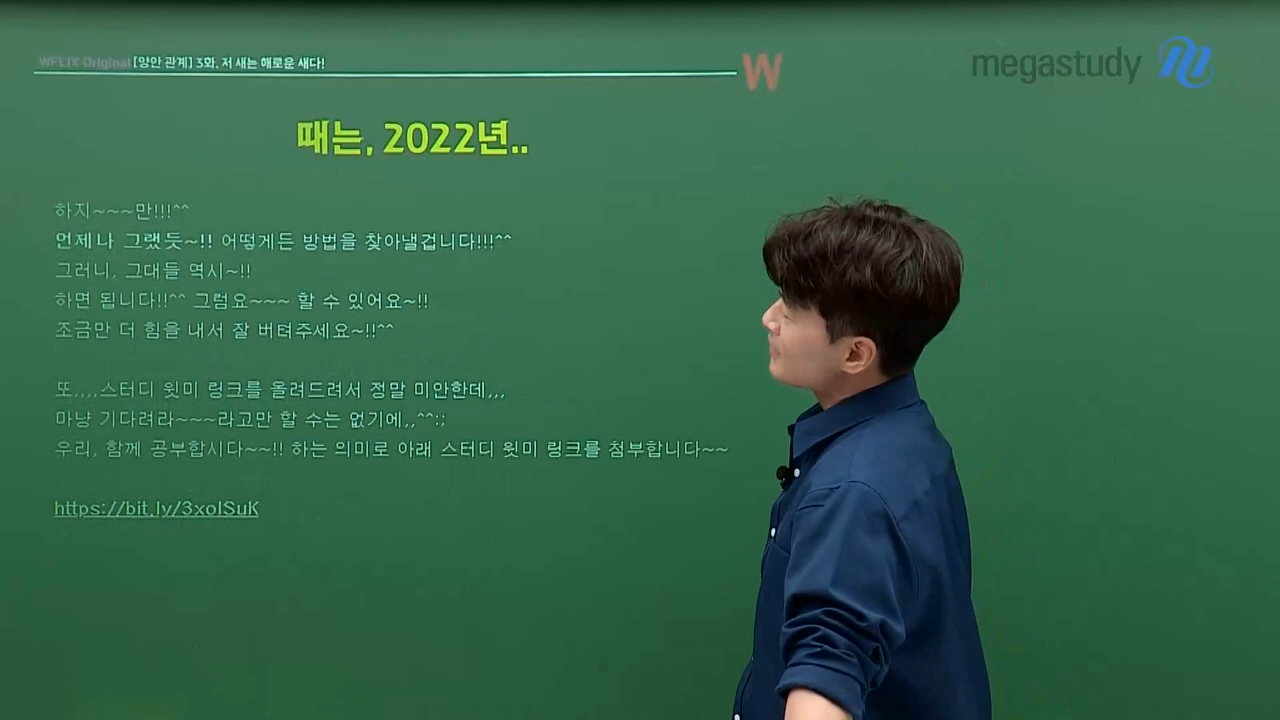 WFLIX Original [양안 관계] 3화, 저 새는 해로운 새다!
W
megastudy
때는, 2022년..
하지~~~만!!!^^
언제나 그랬듯~!! 어떻게든 방법을 찾아낼겁니다!!!^^
그러니, 그대들 역시~!!
하면 됩니다!!^^ 그럼요~~~ 할 수 있어요~!!
조금만 더 힘을 내서 잘 버텨주세요~!!^^
또,,,,스터디 윗미 링크를 올려드려서 정말 미안한데,,,
마냥 기다려라~~~라고만 할 수는 없기에,,^^;;
우리, 함께 공부합시다~~!! 하는 의미로 아래 스터디 윗미 링크를 첨부합니다~~
https://bit.ly/3xolSuK